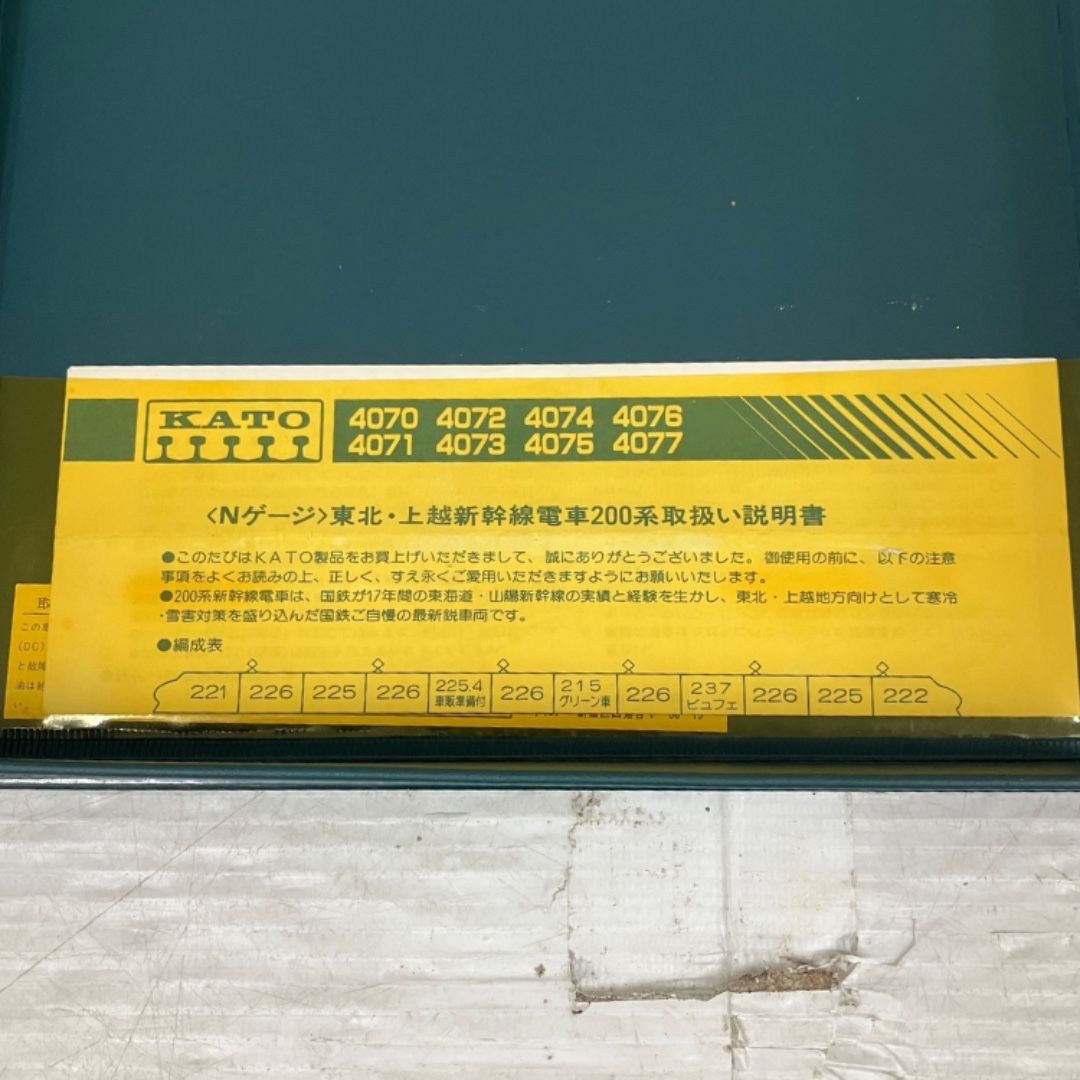 KATO
4070 4072 4074 4076
4071 4073 4075 4077
〈Nゲージ〉東北・上越新幹線電車200系取扱い説明書
●このたびはKATO製品をお買上げいただきまして、誠にありがとうございました。御使用の前に、以下の注意
事項をよくお読みの上、正しく、すえ永くご愛用いただきますようにお願いいたします。
●200系新幹線電車は、国鉄が17年間の東海道・山陽新幹線の実績と経験を生かし、東北・上越地方向けとして寒冷
・雪害対策を盛り込んだ国鉄ご自慢の最新鋭車両です。
●編成表
221 226 225 226 225.4 車販準備付 226 215 グリーン車 226 237 ビュフェ 226 225 222
取
この車
(DC)
と故障
油は
い。